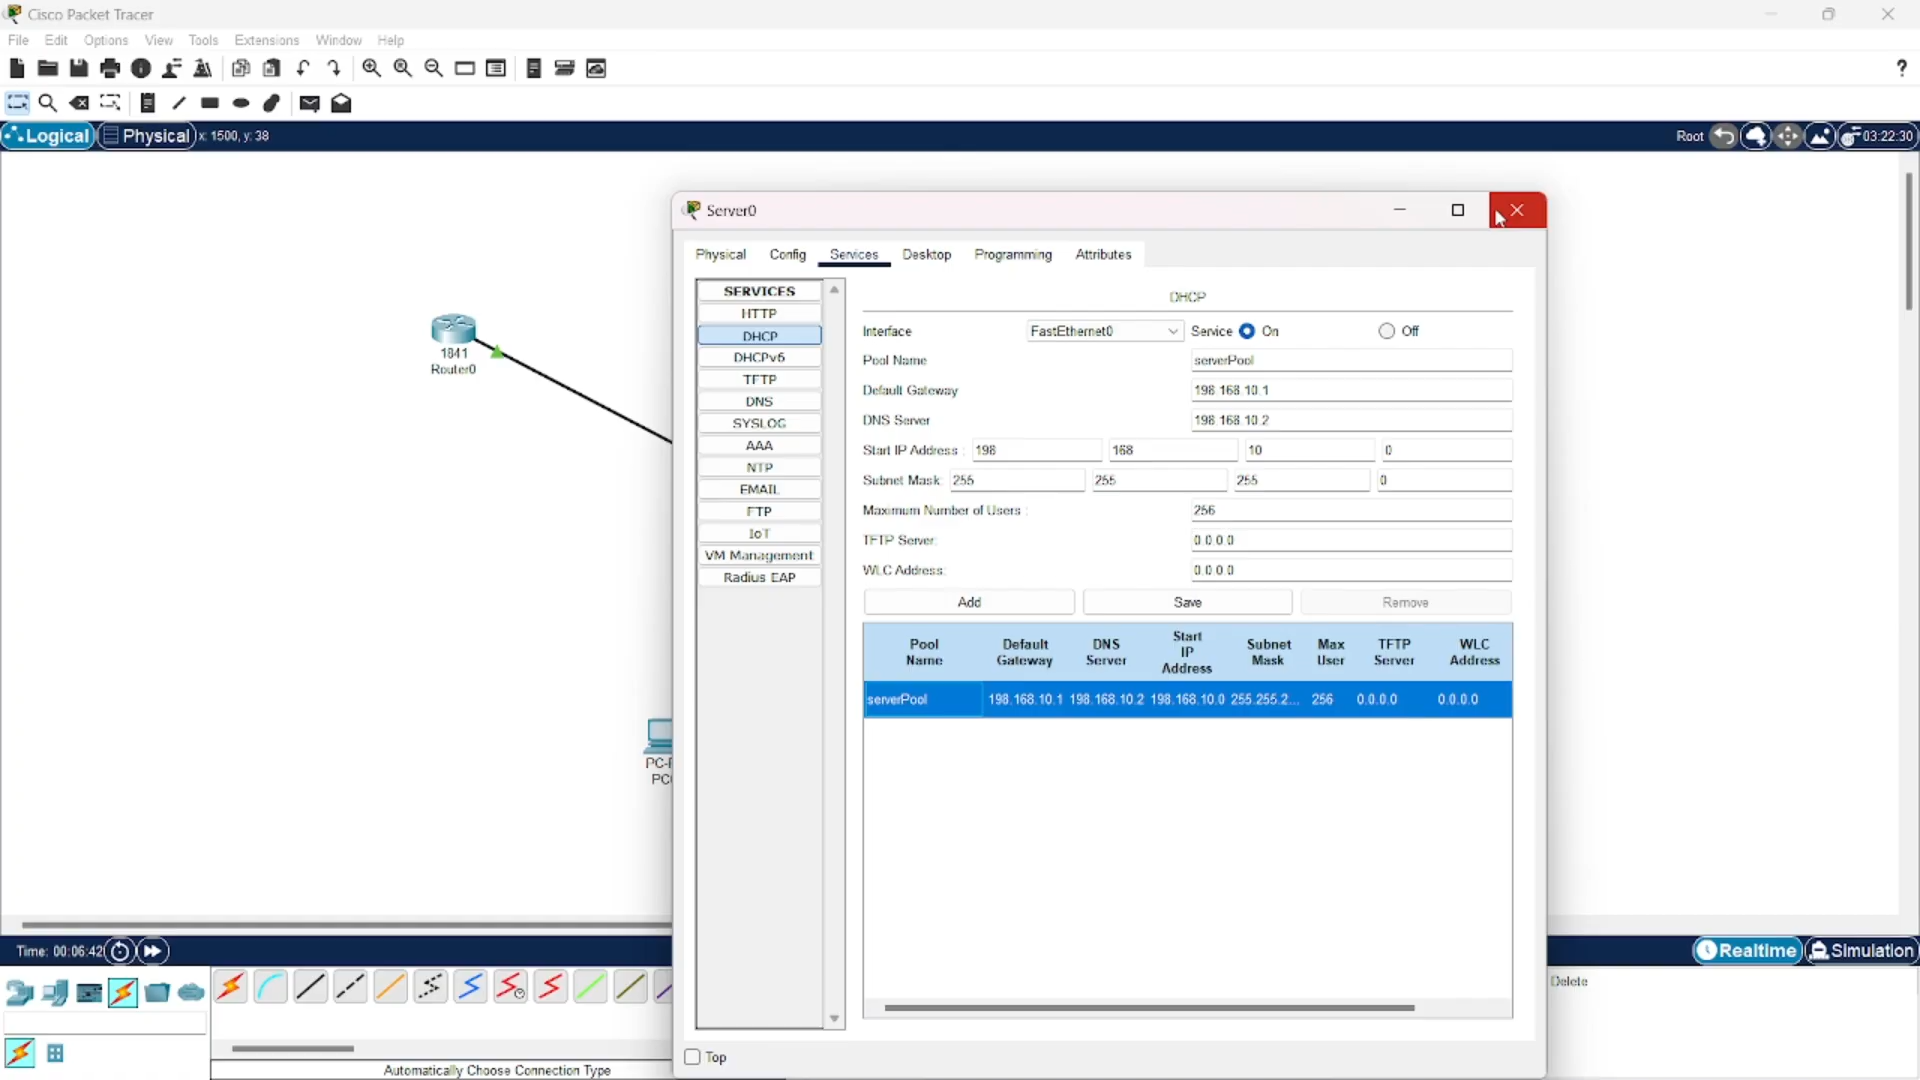 Cisco Packet Tracer
File Edit Options View Tools Extensions Window Help
?
Logical Physical x: 1500, y: 38 Root 03:22:30
Server0
Physical Config Services Desktop Programming Attributes
SERVICES
HTTP
DHCP
DHCPv6
TFTP
DNS
SYSLOG
AAA
NTP
EMAIL
FTP
IoT
VM Management
Radius EAP
DHCP
Interface FastEthernet0 Service On Off
Pool Name serverPool
Default Gateway 198.168.10.1
DNS Server 198.168.10.2
Start IP Address : 198 168 10 0
Subnet Mask: 255 255 255 0
Maximum Number of Users : 256
TFTP Server: 0.0.0.0
WLC Address: 0.0.0.0
Add Save Remove
Pool Name Default Gateway DNS Server Start IP Address Subnet Mask Max User TFTP Server WLC Address
serverPool 198.168.10.1 198.168.10.2 198.168.10.0 255.255.2... 256 0.0.0.0 0.0.0.0
Top
1841
Router0
Time: 00:06:42 Realtime Simulation
Delete
Automatically Choose Connection Type